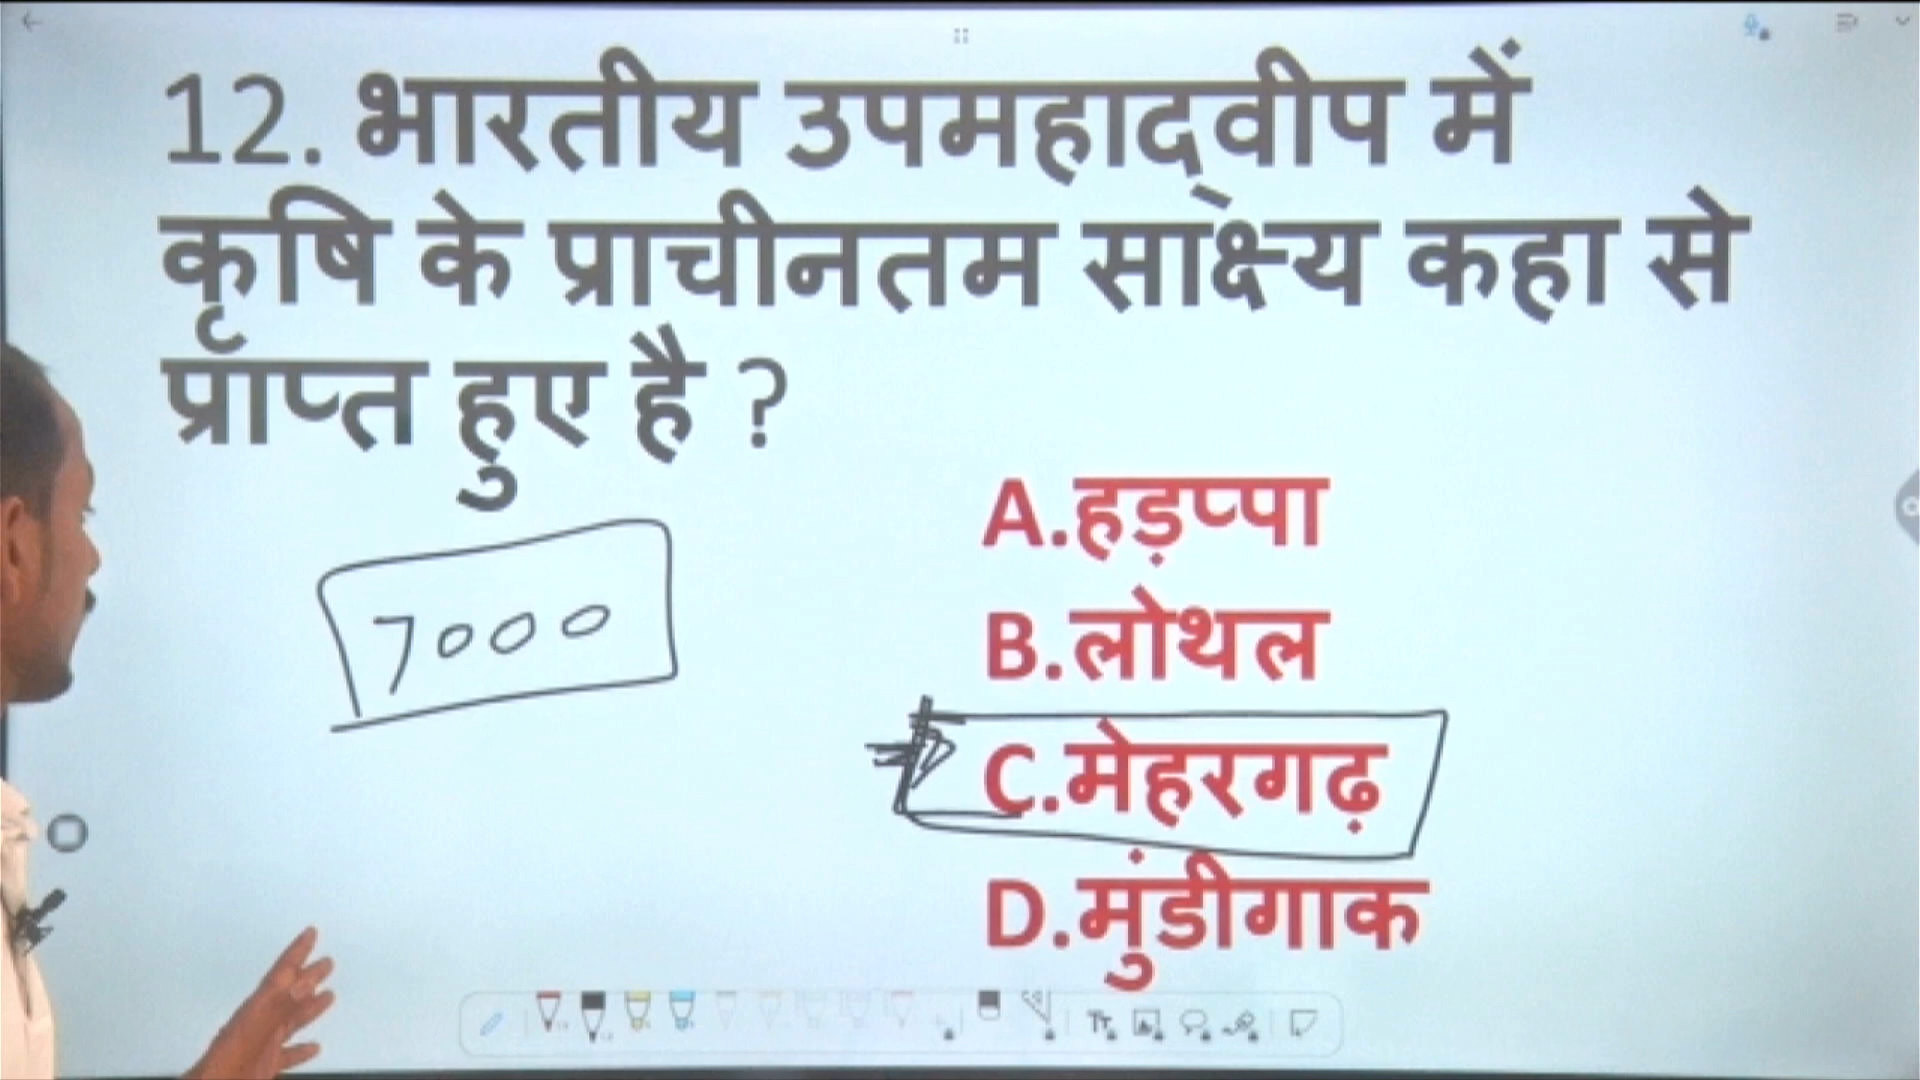 12. भारतीय उपमहाद्वीप में
कृषि के प्राचीनतम साक्ष्य कहा से
प्राप्त हुए है ?
7000
A.हड़प्पा
B.लोथल
C.मेहरगढ़
D.मुंडीगाक